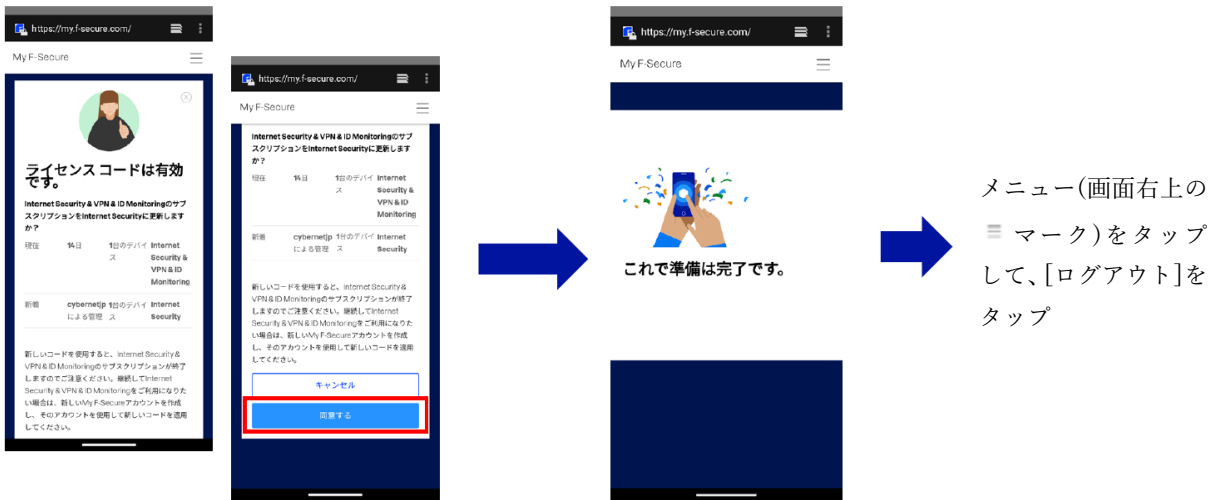 https://my.f-secure.com/
My F-Secure
ライセンス コードは有効
です。
Internet Security & VPN & ID Monitoringのサブ
スクリプションをInternet Securityに更新します
か？
現在 14日 1台のデバイス Internet Security & VPN & ID Monitoring
新着 cybernetjpによる管理 1台のデバイス Internet Security
新しいコードを使用すると、Internet Security &
VPN & ID Monitoringのサブスクリプションが終了
しますのでご注意ください。継続してInternet
Security & VPN & ID Monitoringをご利用になりた
い場合は、新しいMy F-Secureアカウントを作成
し、そのアカウントを使用して新しいコードを適用
してください。
https://my.f-secure.com/
My F-Secure
Internet Security & VPN & ID Monitoringのサブ
スクリプションをInternet Securityに更新します
か？
現在 14日 1台のデバイス Internet Security & VPN & ID Monitoring
新着 cybernetjpによる管理 1台のデバイス Internet Security
新しいコードを使用すると、Internet Security &
VPN & ID Monitoringのサブスクリプションが終了
しますのでご注意ください。継続してInternet
Security & VPN & ID Monitoringをご利用になりた
い場合は、新しいMy F-Secureアカウントを作成
し、そのアカウントを使用して新しいコードを適用
してください。
キャンセル
同意する
https://my.f-secure.com/
My F-Secure
これで準備は完了です。
メニュー(画面右上の
マーク)をタップ
して、[ログアウト]を
タップ